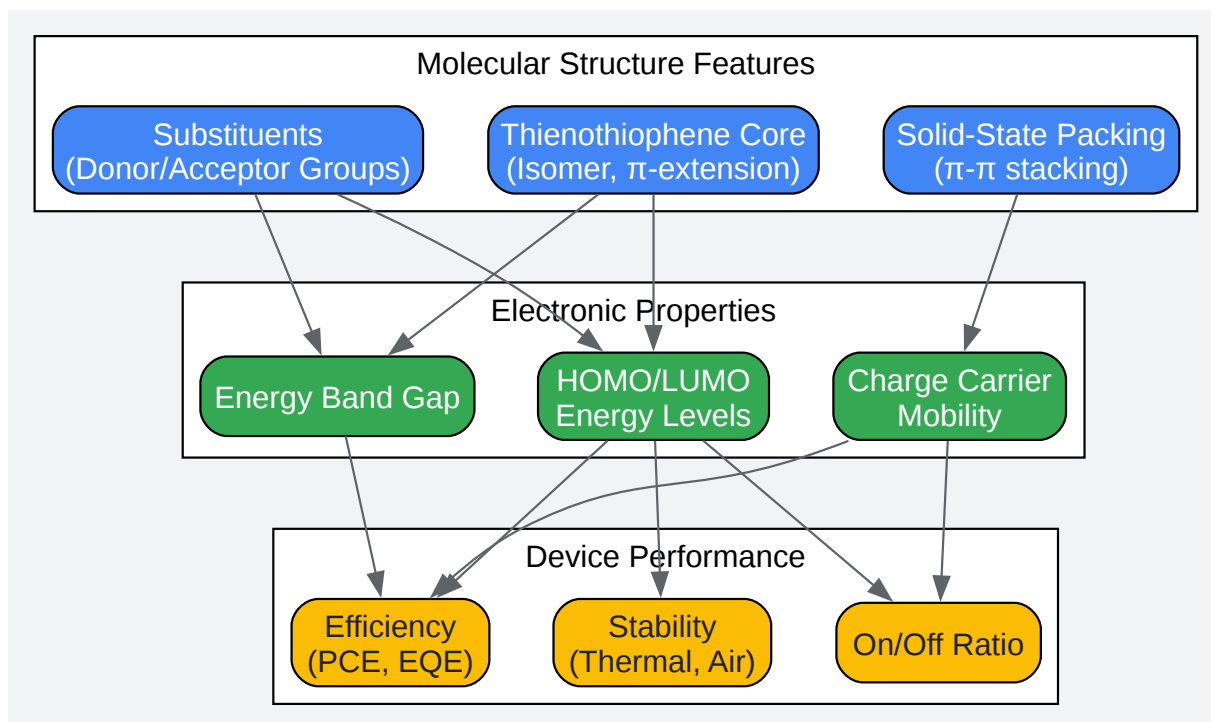 Molecular Structure Features
Substituents
(Donor/Acceptor Groups)
Thienothiophene Core
(Isomer, π-extension)
Solid-State Packing
(π-π stacking)
Electronic Properties
Energy Band Gap
HOMO/LUMO
Energy Levels
Charge Carrier
Mobility
Device Performance
Efficiency
(PCE, EQE)
Stability
(Thermal, Air)
On/Off Ratio